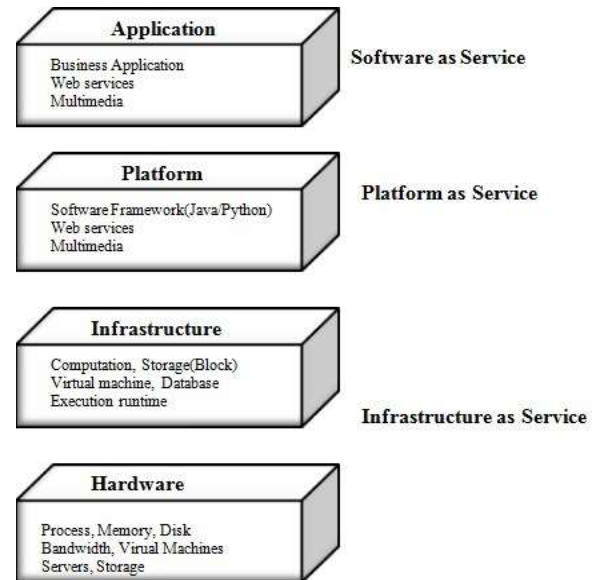 Application
Business Application
Web services
Multimedia
Software as Service
Platform
Software Framework(Java/Python)
Web services
Multimedia
Platform as Service
Infrastructure
Computation, Storage(Block)
Virtual machine, Database
Execution runtime
Infrastructure as Service
Hardware
Process, Memory, Disk
Bandwidth, Virual Machines
Servers, Storage